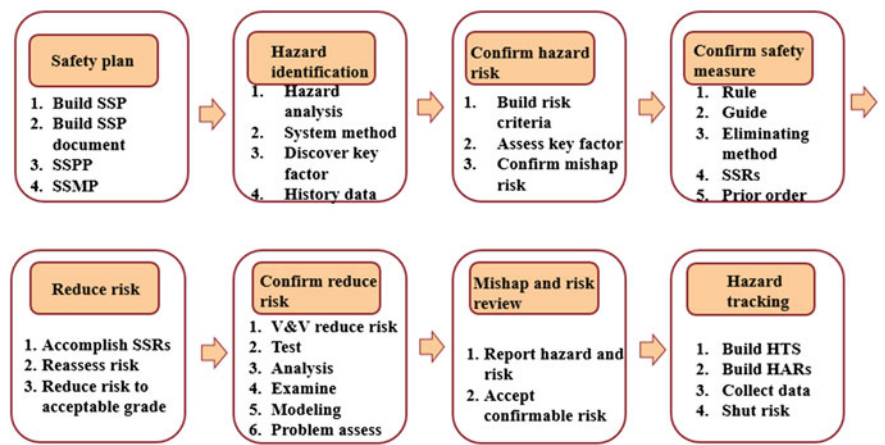 Safety plan
1. Build SSP
2. Build SSP
document
3. SSPP
4. SSMP
Hazard
identification
1. Hazard
analysis
2. System method
3. Discover key
factor
4. History data
Confirm hazard
risk
1. Build risk
criteria
2. Assess key factor
3. Confirm mishap
risk
Confirm safety
measure
1. Rule
2. Guide
3. Eliminating
method
4. SSRs
5. Prior order
Reduce risk
1. Accomplish SSRs
2. Reassess risk
3. Reduce risk to
acceptable grade
Confirm reduce
risk
1. V&V reduce risk
2. Test
3. Analysis
4. Examine
5. Modeling
6. Problem assess
Mishap and risk
review
1. Report hazard and
risk
2. Accept
confirmable risk
Hazard
tracking
1. Build HTS
2. Build HARs
3. Collect data
4. Shut risk